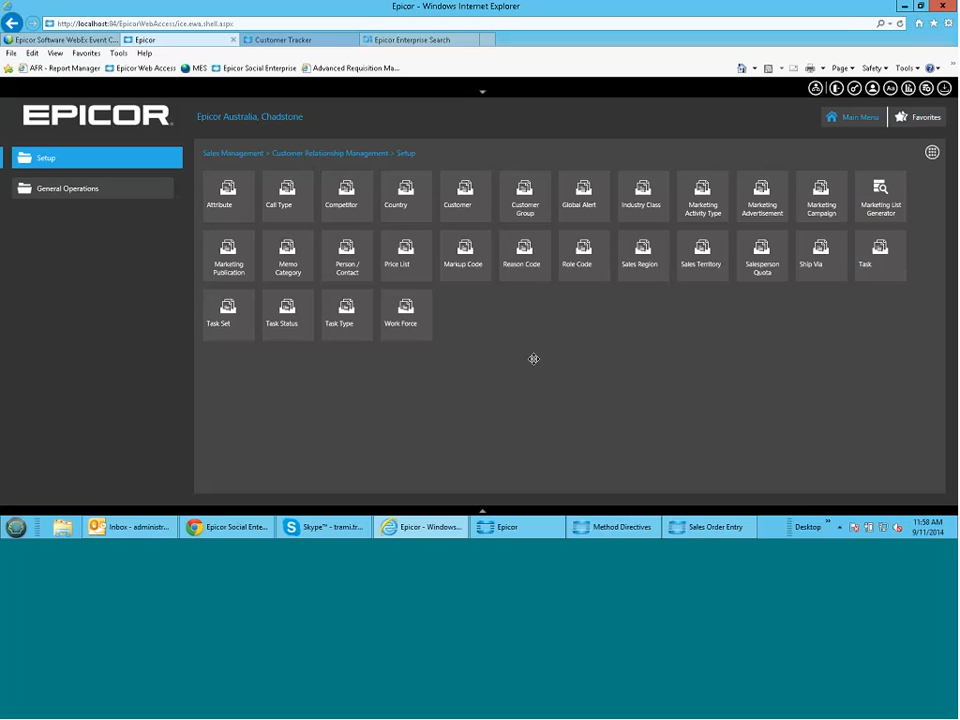 Epicor - Windows Internet Explorer
http://localhost:84/EpicorWebAccess/ice.ewa.shell.aspx
Epicor Software WebEx Event C...
Epicor
Customer Tracker
Epicor Enterprise Search
File Edit View Favorites Tools Help
AFR - Report Manager Epicor Web Access MES Epicor Social Enterprise Advanced Requisition Ma...
Page Safety Tools
EPICOR
Epicor Australia, Chadstone
Main Menu
Favorites
Setup
General Operations
Sales Management > Customer Relationship Management > Setup
Attribute
Call Type
Competitor
Country
Customer
Customer Group
Global Alert
Industry Class
Marketing Activity Type
Marketing Advertisement
Marketing Campaign
Marketing List Generator
Marketing Publication
Memo Category
Person / Contact
Price List
Markup Code
Reason Code
Role Code
Sales Region
Sales Territory
Salesperson Quota
Ship Via
Task
Task Set
Task Status
Task Type
Work Force
Inbox - administr...
Epicor Social Ente...
Skype™ - trami.tr...
Epicor - Windows...
Epicor
Method Directives
Sales Order Entry
Desktop
11:58 AM
9/11/2014